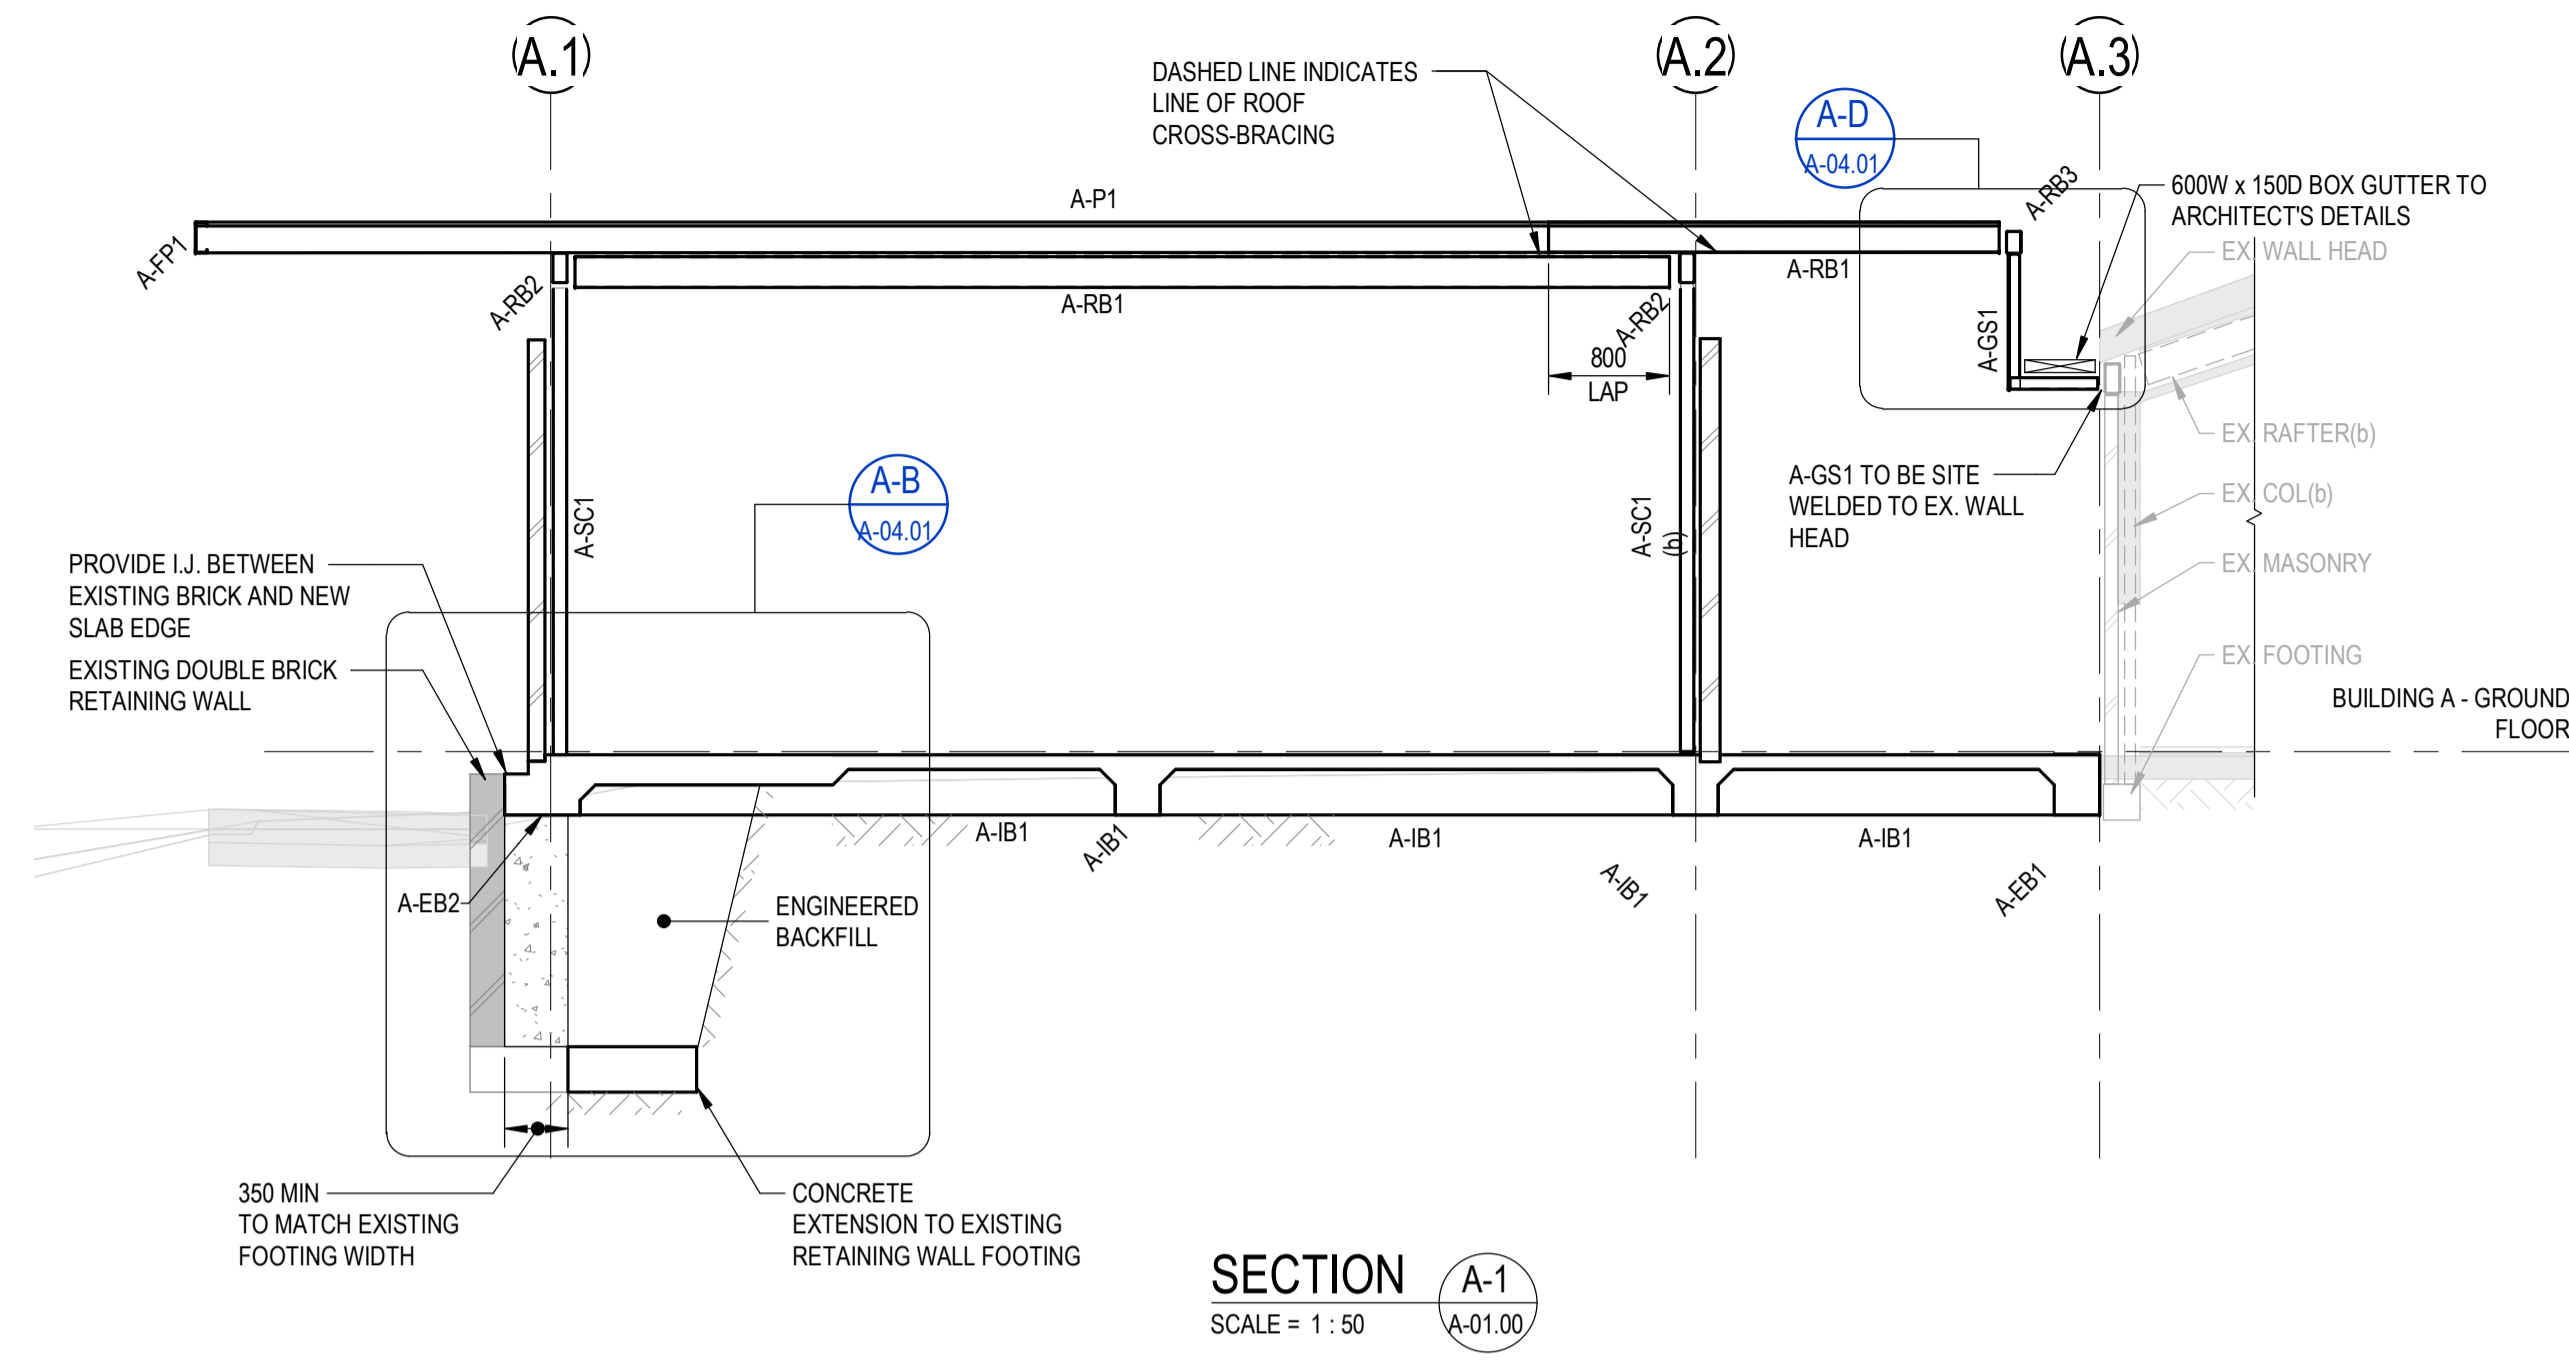 A.1
A.2
A.3
DASHED LINE INDICATES
LINE OF ROOF
CROSS-BRACING
A-D
A-04.01
A-P1
A-RB3
600W x 150D BOX GUTTER TO
ARCHITECT'S DETAILS
EX. WALL HEAD
A-FP1
A-RB2
A-RB1
A-RB2
A-RB1
A-GS1
800
LAP
EX. RAFTER(b)
A-B
A-04.01
A-SC1
A-SC1
(b)
A-GS1 TO BE SITE
WELDED TO EX. WALL
HEAD
EX. COL(b)
EX. MASONRY
EX. FOOTING
PROVIDE I.J. BETWEEN
EXISTING BRICK AND NEW
SLAB EDGE
EXISTING DOUBLE BRICK
RETAINING WALL
BUILDING A - GROUND
FLOOR
A-IB1
A-IB1
A-IB1
A-IB1
A-IB1
A-EB1
A-EB2
ENGINEERED
BACKFILL
350 MIN
TO MATCH EXISTING
FOOTING WIDTH
CONCRETE
EXTENSION TO EXISTING
RETAINING WALL FOOTING
SECTION
SCALE = 1 : 50
A-1
A-01.00